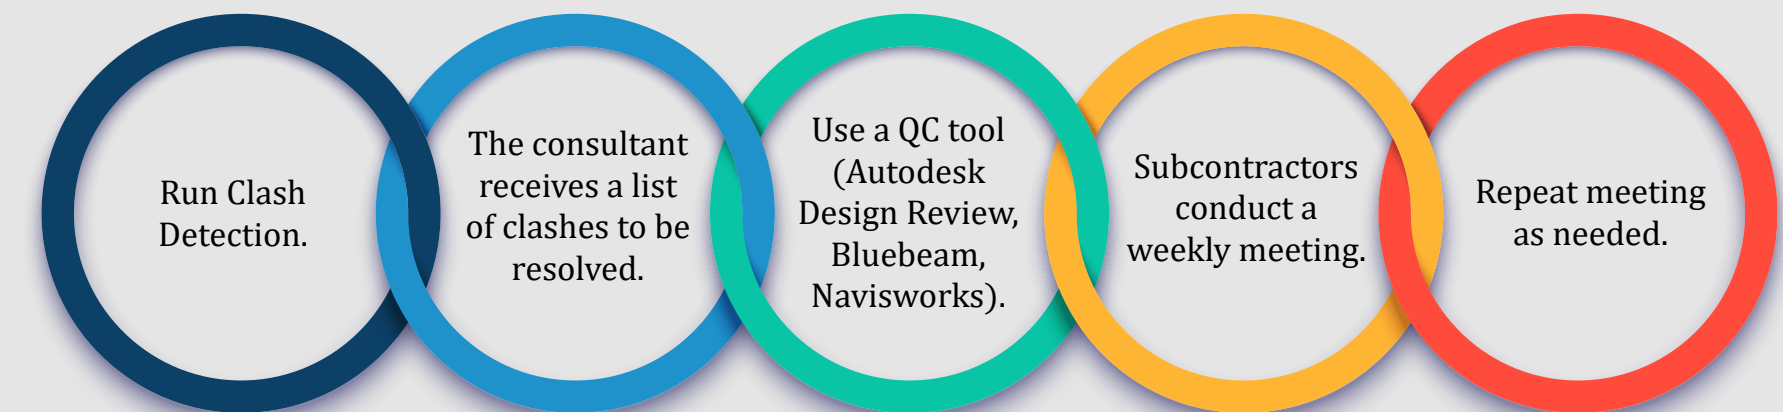 Run Clash
Detection.
The consultant
receives a list
of clashes to be
resolved.
Use a QC tool
(Autodesk
Design Review,
Bluebeam,
Navisworks).
Subcontractors
conduct a
weekly meeting.
Repeat meeting
as needed.